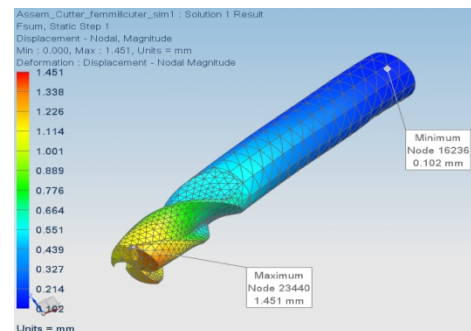 Assem_Cutter_femmillcuter_sim1 : Solution 1 Result
Fsum, Static Step 1
Displacement - Nodal, Magnitude
Min : 0.000, Max : 1.451, Units = mm
Deformation : Displacement - Nodal Magnitude
1.451
1.338
1.226
1.114
1.001
0.889
0.776
0.664
0.551
0.439
0.327
0.214
0.102
Units = mm
Minimum
Node 16236
0.102 mm
Maximum
Node 23440
1.451 mm